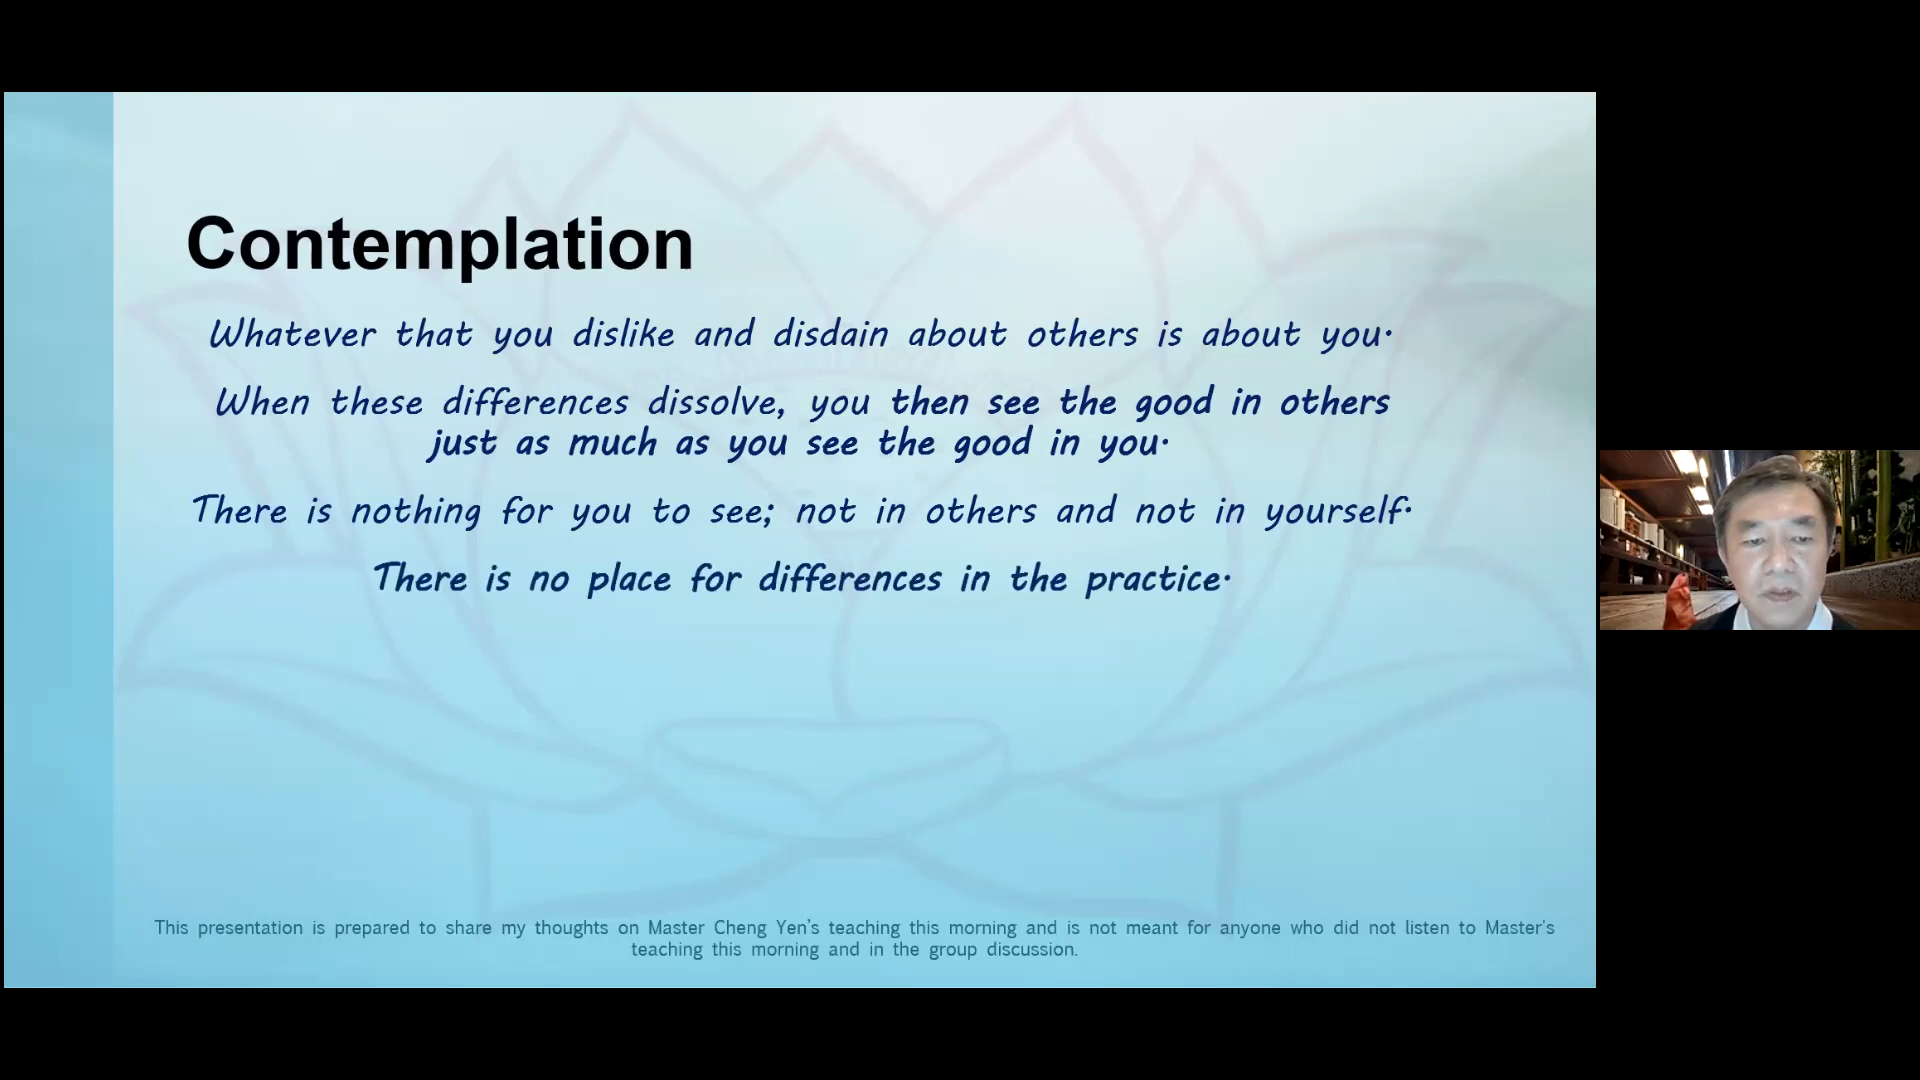 Contemplation
Whatever that you dislike and disdain about others is about you.
When these differences dissolve, you then see the good in others
just as much as you see the good in you.
There is nothing for you to see; not in others and not in yourself.
There is no place for differences in the practice.
This presentation is prepared to share my thoughts on Master Cheng Yen's teaching this morning and is not meant for anyone who did not listen to Master's
teaching this morning and in the group discussion.